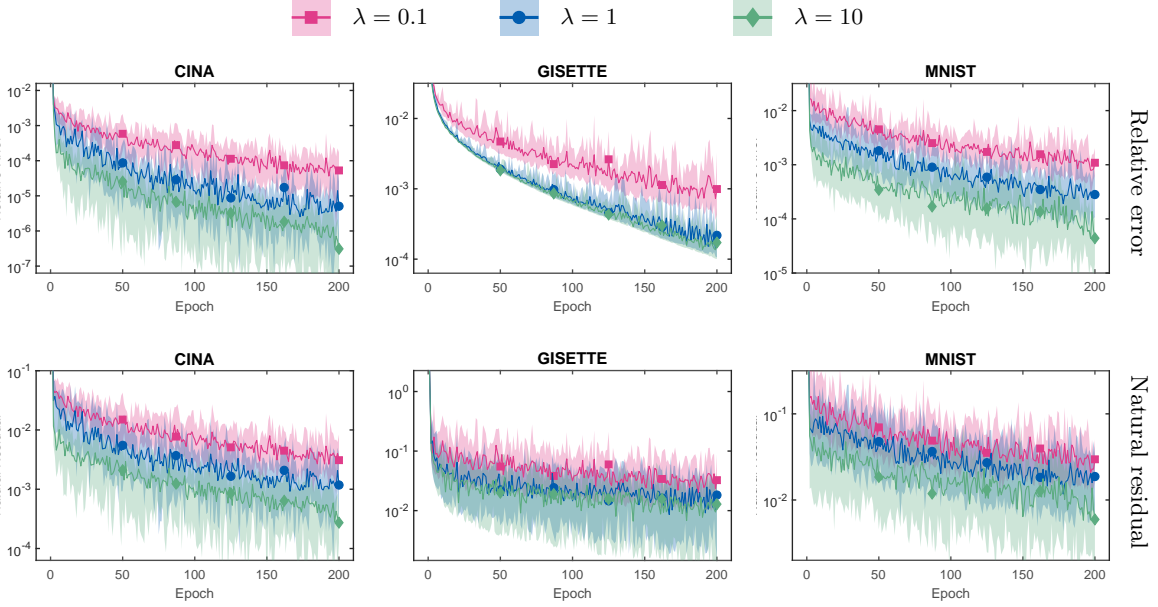 λ = 0.1 λ = 1 λ = 10
CINA GISETTE MNIST
10^-2
10^-3
10^-4
10^-5
10^-6
10^-7
0 50 100 150 200
Epoch
10^-2
10^-3
10^-4
0 50 100 150 200
Epoch
10^-2
10^-3
10^-4
10^-5
0 50 100 150 200
Epoch
Relative error
CINA GISETTE MNIST
10^-1
10^-2
10^-3
10^-4
0 50 100 150 200
Epoch
10^0
10^-1
10^-2
0 50 100 150 200
Epoch
10^-1
10^-2
0 50 100 150 200
Epoch
Natural residual